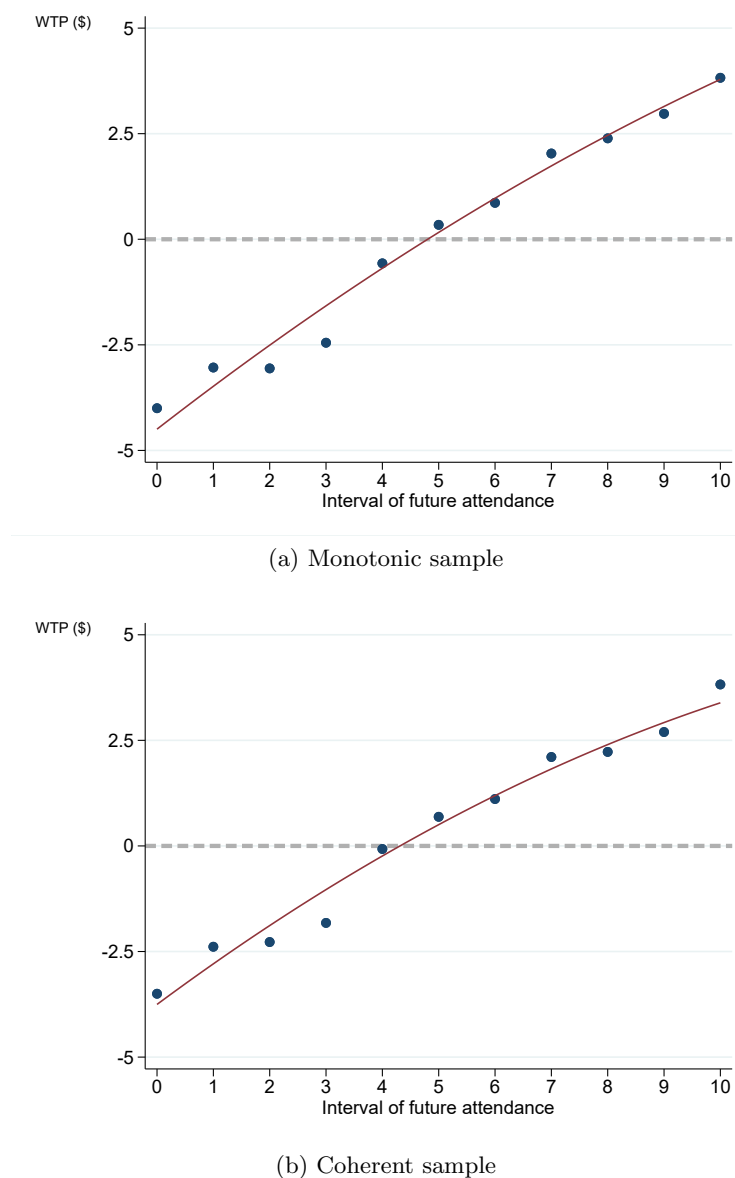 WTP ($)
5
2.5
0
-2.5
-5
0 1 2 3 4 5 6 7 8 9 10
Interval of future attendance
(a) Monotonic sample
WTP ($)
5
2.5
0
-2.5
-5
0 1 2 3 4 5 6 7 8 9 10
Interval of future attendance
(b) Coherent sample